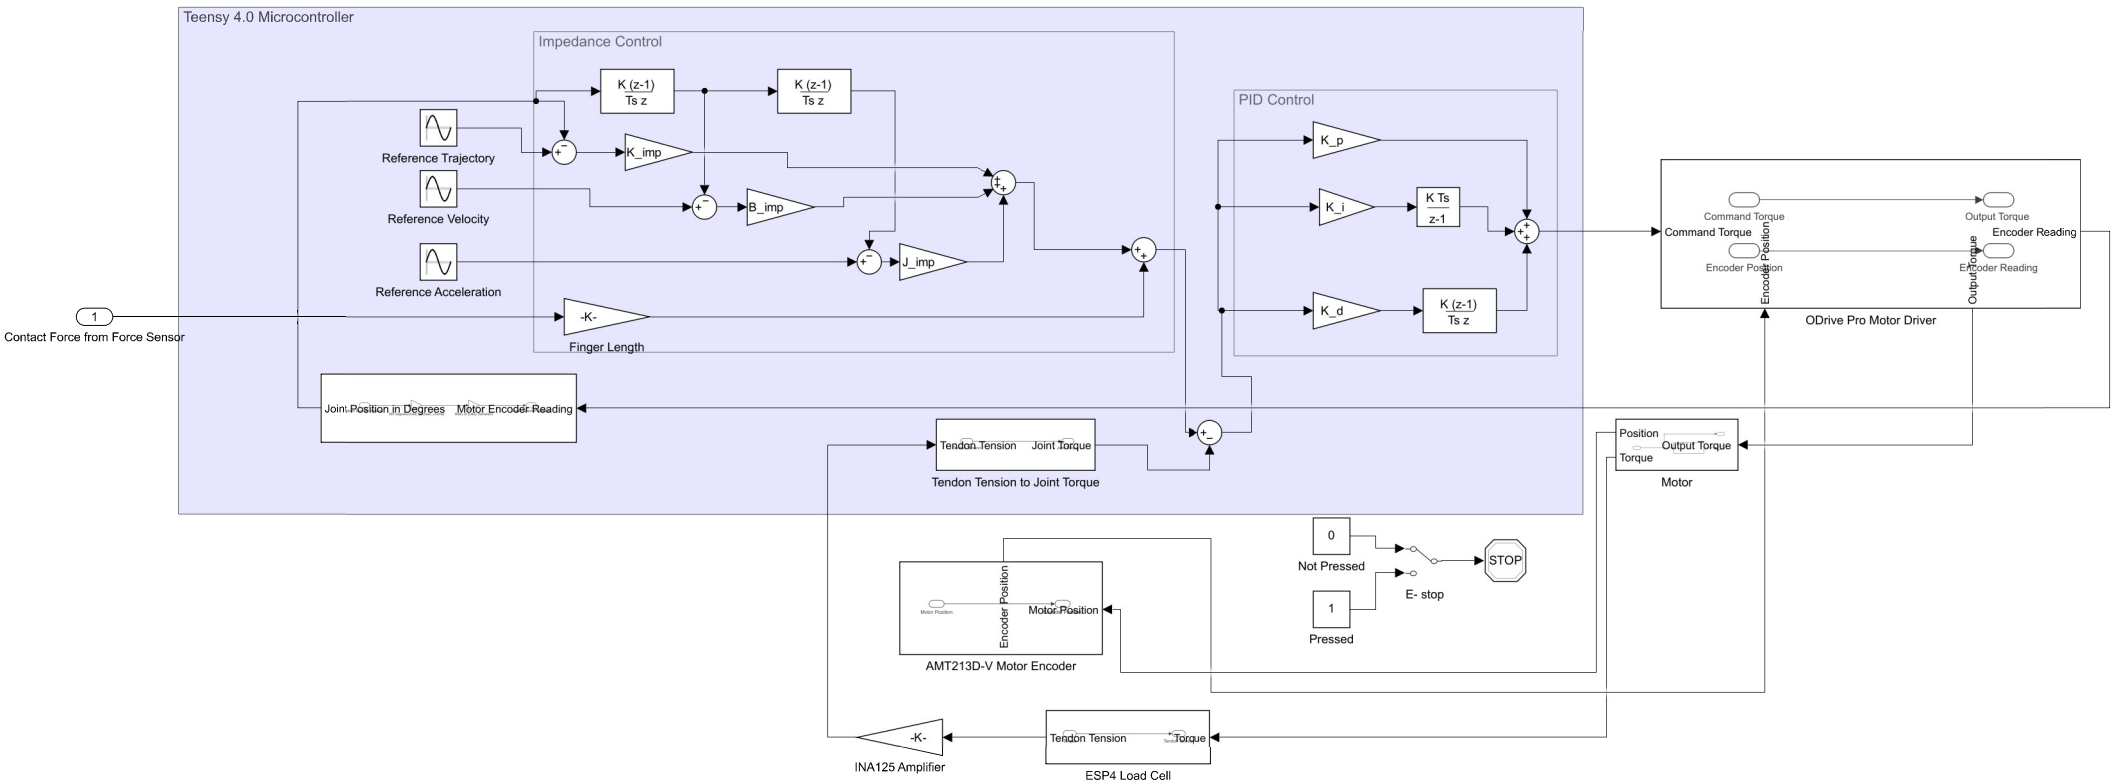 Teensy 4.0 Microcontroller
Impedance Control
K (z-1)
Ts z
K (z-1)
Ts z
PID Control
Reference Trajectory
+
−
K_imp
K_p
Reference Velocity
+
−
B_imp
+
+
+
K_i
K Ts
z-1
+
+
+
Command Torque
Output Torque
Command Torque
Encoder Reading
Encoder Position
Encoder Reading
Encoder Position
Output Torque
ODrive Pro Motor Driver
Reference Acceleration
+
−
J_imp
+
+
K_d
K (z-1)
Ts z
1
Contact Force from Force Sensor
-K-
Finger Length
Joint Position in Degrees
Motor Encoder Reading
Tendon Tension
Joint Torque
Tendon Tension to Joint Torque
+
−
Position
Output Torque
Torque
Motor
0
Not Pressed
1
Pressed
E- stop
STOP
Encoder Position
Motor Position
Motor Position
AMT213D-V Motor Encoder
-K-
INA125 Amplifier
Tendon Tension
Torque
ESP4 Load Cell